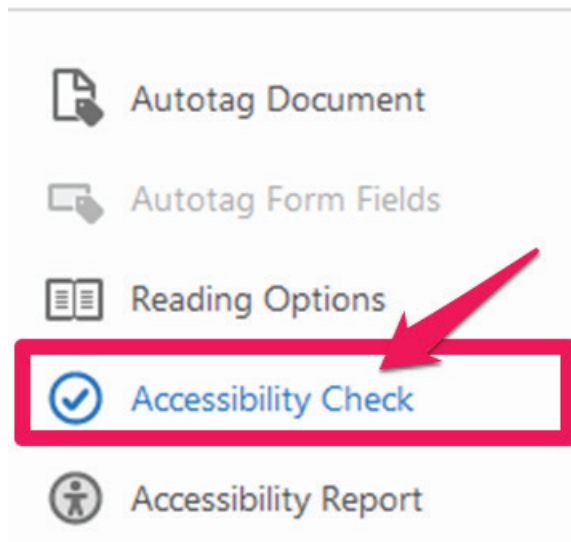 Autotag Document
Autotag Form Fields
Reading Options
Accessibility Check
Accessibility Report